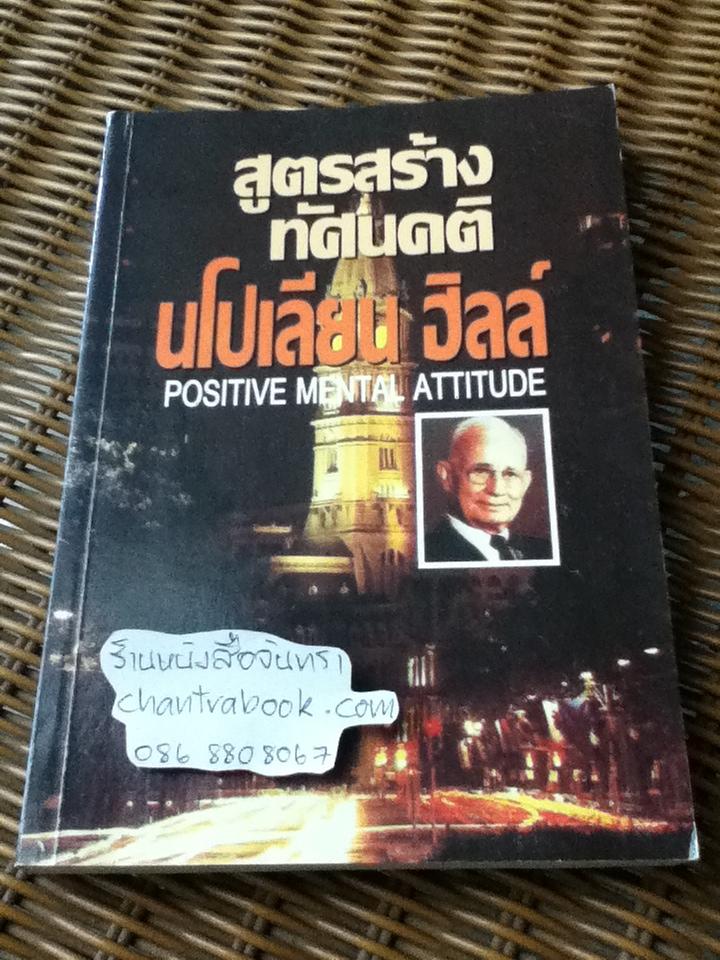 สูตรสร้าง
ทัศนคติ
นโปเลียน ฮิลล์
POSITIVE MENTAL ATTITUDE
ร้านหนังสือจันทรา
chantrabook.com
086 8808067